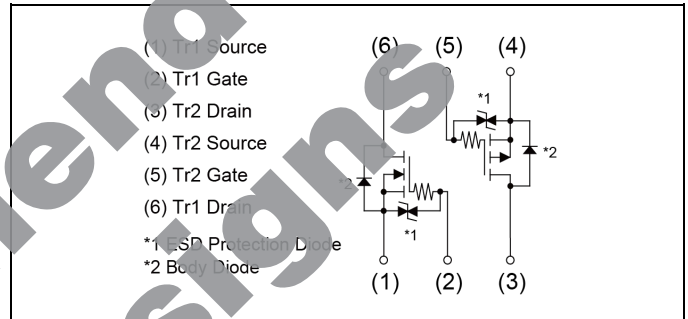 (1) Tr1 Source
(2) Tr1 Gate
(3) Tr2 Drain
(4) Tr2 Source
(5) Tr2 Gate
(6) Tr1 Drain
*1 ESD Protection Diode
*2 Body Diode
(6) (5) (4)
*1
*2
*2
*1
(1) (2) (3)
igns